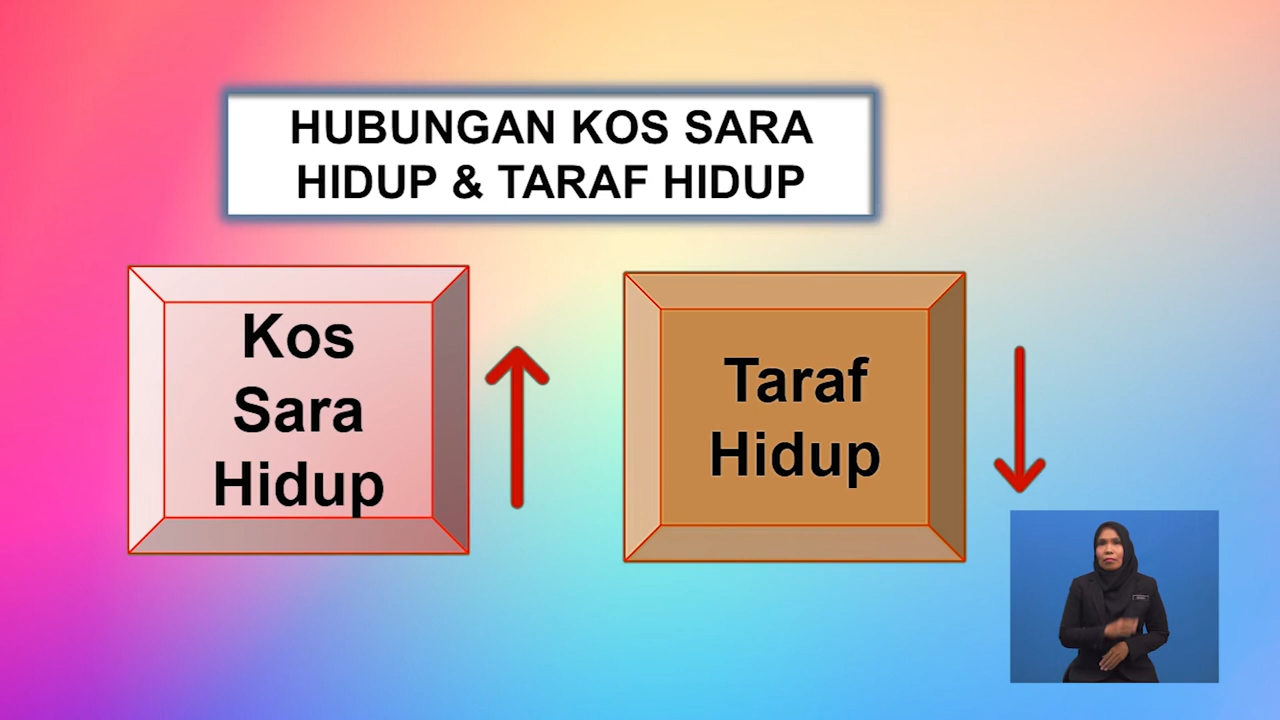 HUBUNGAN KOS SARA
HIDUP & TARAF HIDUP
Kos
Sara
Hidup
Taraf
Hidup